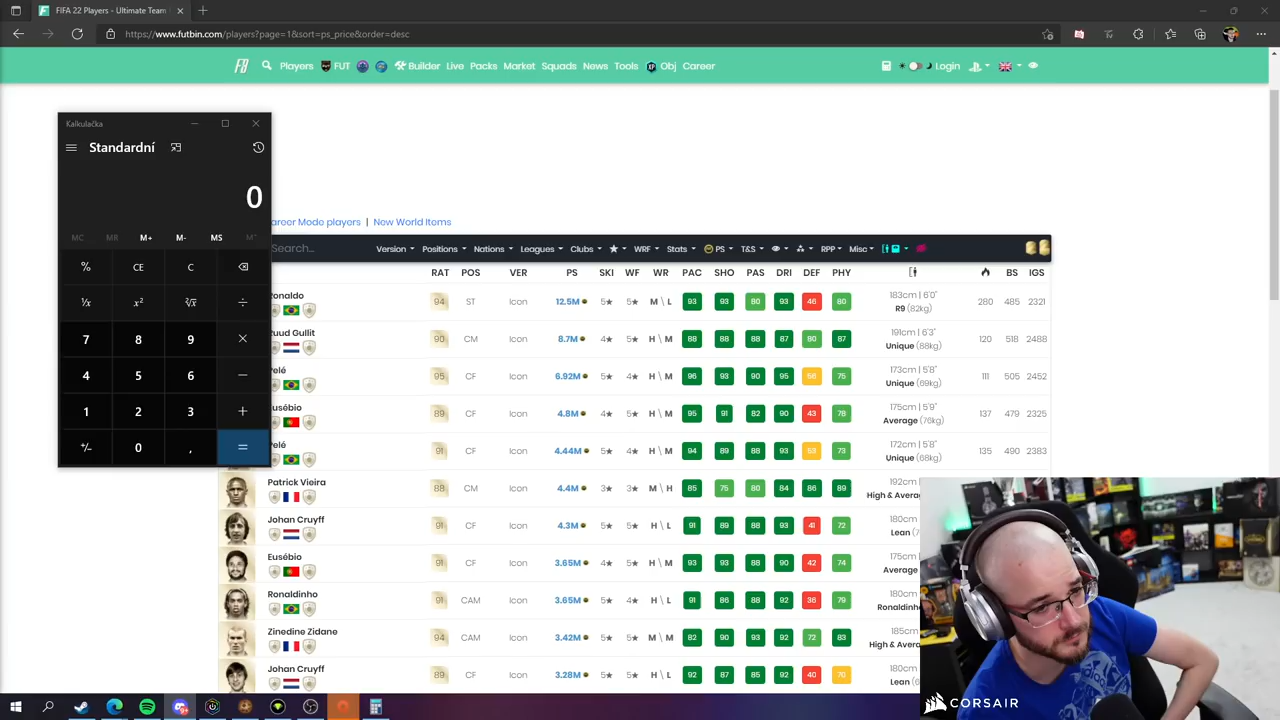 FIFA 22 Players - Ultimate Team
https://www.futbin.com/players?page=1&sort=ps_price&order=desc
FB Players FUT Builder Live Packs Market Squads News Tools Obj Career Login
Kalkulačka
Standardní
0
MC MR M+ M- MS
% CE C
¹/x x² ²√x ÷
7 8 9 ×
4 5 6 −
1 2 3 +
+/- 0 , =
areer Mode players | New World Items
Search... Version Positions Nations Leagues Clubs WRF Stats PS T&S RPP Misc
RAT POS VER PS SKI WF WR PAC SHO PAS DRI DEF PHY BS IGS
Ronaldo 94 ST Icon 12.5M 5★ 5★ M \ L 93 93 80 93 46 80 183cm | 6'0" R9 (82kg) 280 485 2321
Ruud Gullit 90 CM Icon 8.7M 4★ 5★ H \ M 88 88 88 87 80 87 191cm | 6'3" Unique (88kg) 120 518 2488
Pelé 95 CF Icon 6.92M 5★ 4★ H \ M 96 93 90 95 56 75 173cm | 5'8" Unique (69kg) 111 505 2452
Eusébio 89 CF Icon 4.8M 4★ 5★ H \ M 95 91 82 90 43 78 175cm | 5'9" Average (76kg) 137 479 2325
Pelé 91 CF Icon 4.44M 5★ 4★ H \ M 94 89 88 93 53 73 172cm | 5'8" Unique (68kg) 135 490 2383
Patrick Vieira 88 CM Icon 4.4M 3★ 3★ M \ H 85 75 80 84 86 89 192cm High & Averag
Johan Cruyff 91 CF Icon 4.3M 5★ 5★ H \ L 91 89 88 93 41 72 180cm Lean (7
Eusébio 91 CF Icon 3.65M 4★ 5★ H \ M 93 93 88 90 42 74 175cm Average
Ronaldinho 91 CAM Icon 3.65M 5★ 4★ H \ L 91 86 88 92 36 79 180cm Ronaldinh
Zinedine Zidane 94 CAM Icon 3.42M 5★ 5★ M \ M 82 90 93 92 72 83 185cm High & Avera
Johan Cruyff 89 CF Icon 3.28M 5★ 5★ H \ L 92 87 85 92 40 70 180cm Lean (6
CORSAIR